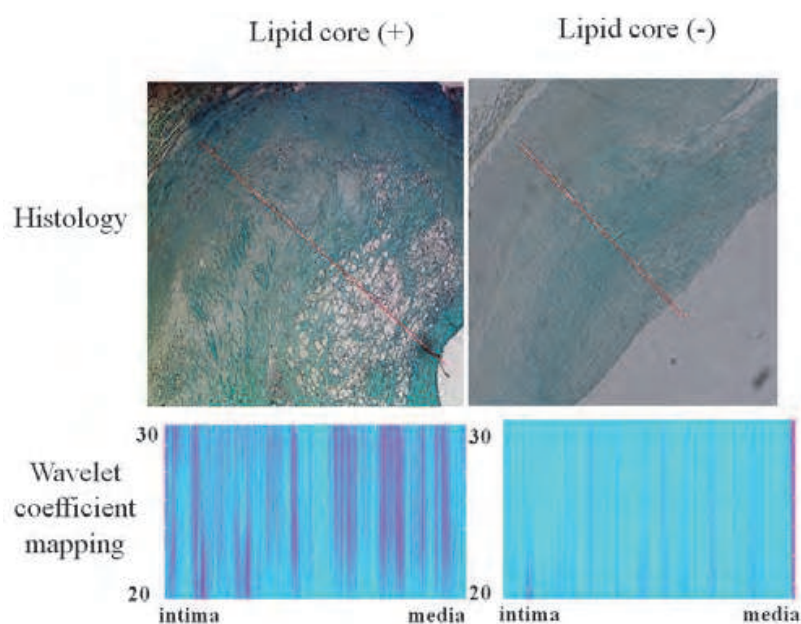 Lipid core (+)
Lipid core (-)
Histology
Wavelet
coefficient
mapping
30
20
intima
media
30
20
intima
media